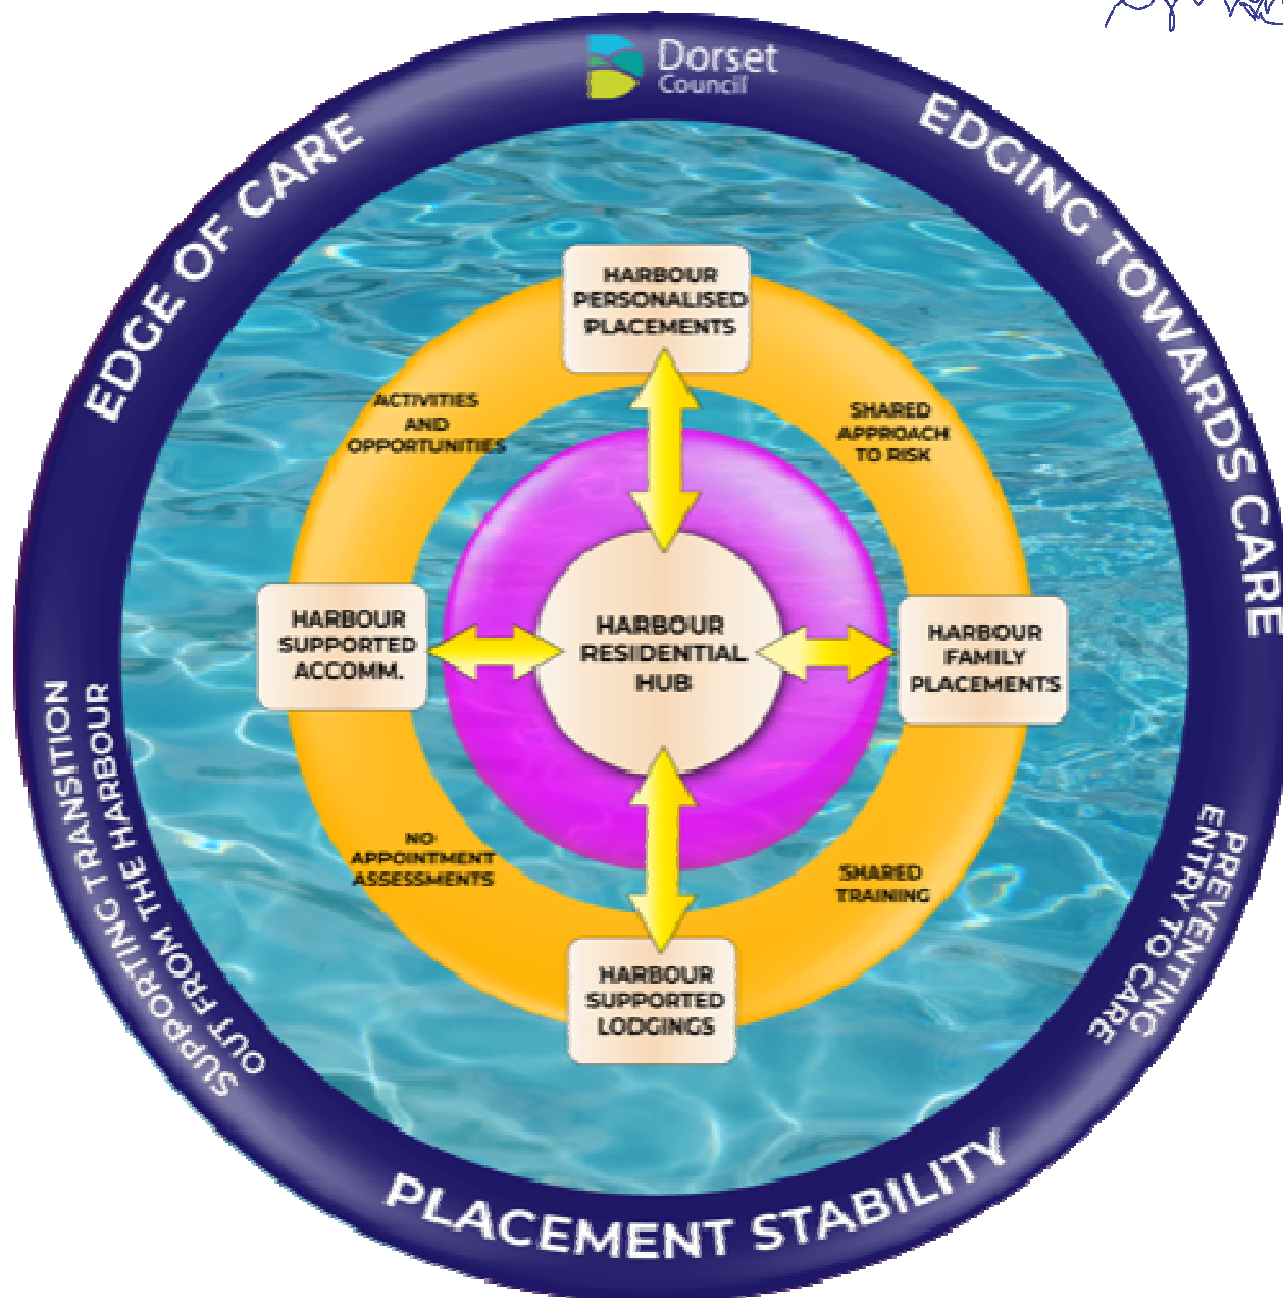 Dorset
Council
EDGE OF CARE
EDGING TOWARDS CARE
HARBOUR
PERSONALISED
PLACEMENTS
ACTIVITIES
AND
OPPORTUNITIES
SHARED
APPROACH
TO RISK
HARBOUR
SUPPORTED
ACCOMM.
HARBOUR
RESIDENTIAL
HUB
HARBOUR
FAMILY
PLACEMENTS
NO
APPOINTMENT
ASSESSMENTS
SHARED
TRAINING
HARBOUR
SUPPORTED
LODGINGS
SUPPORTING TRANSITION
OUT FROM THE HARBOUR
PREVENTING
ENTRY TO CARE
PLACEMENT STABILITY